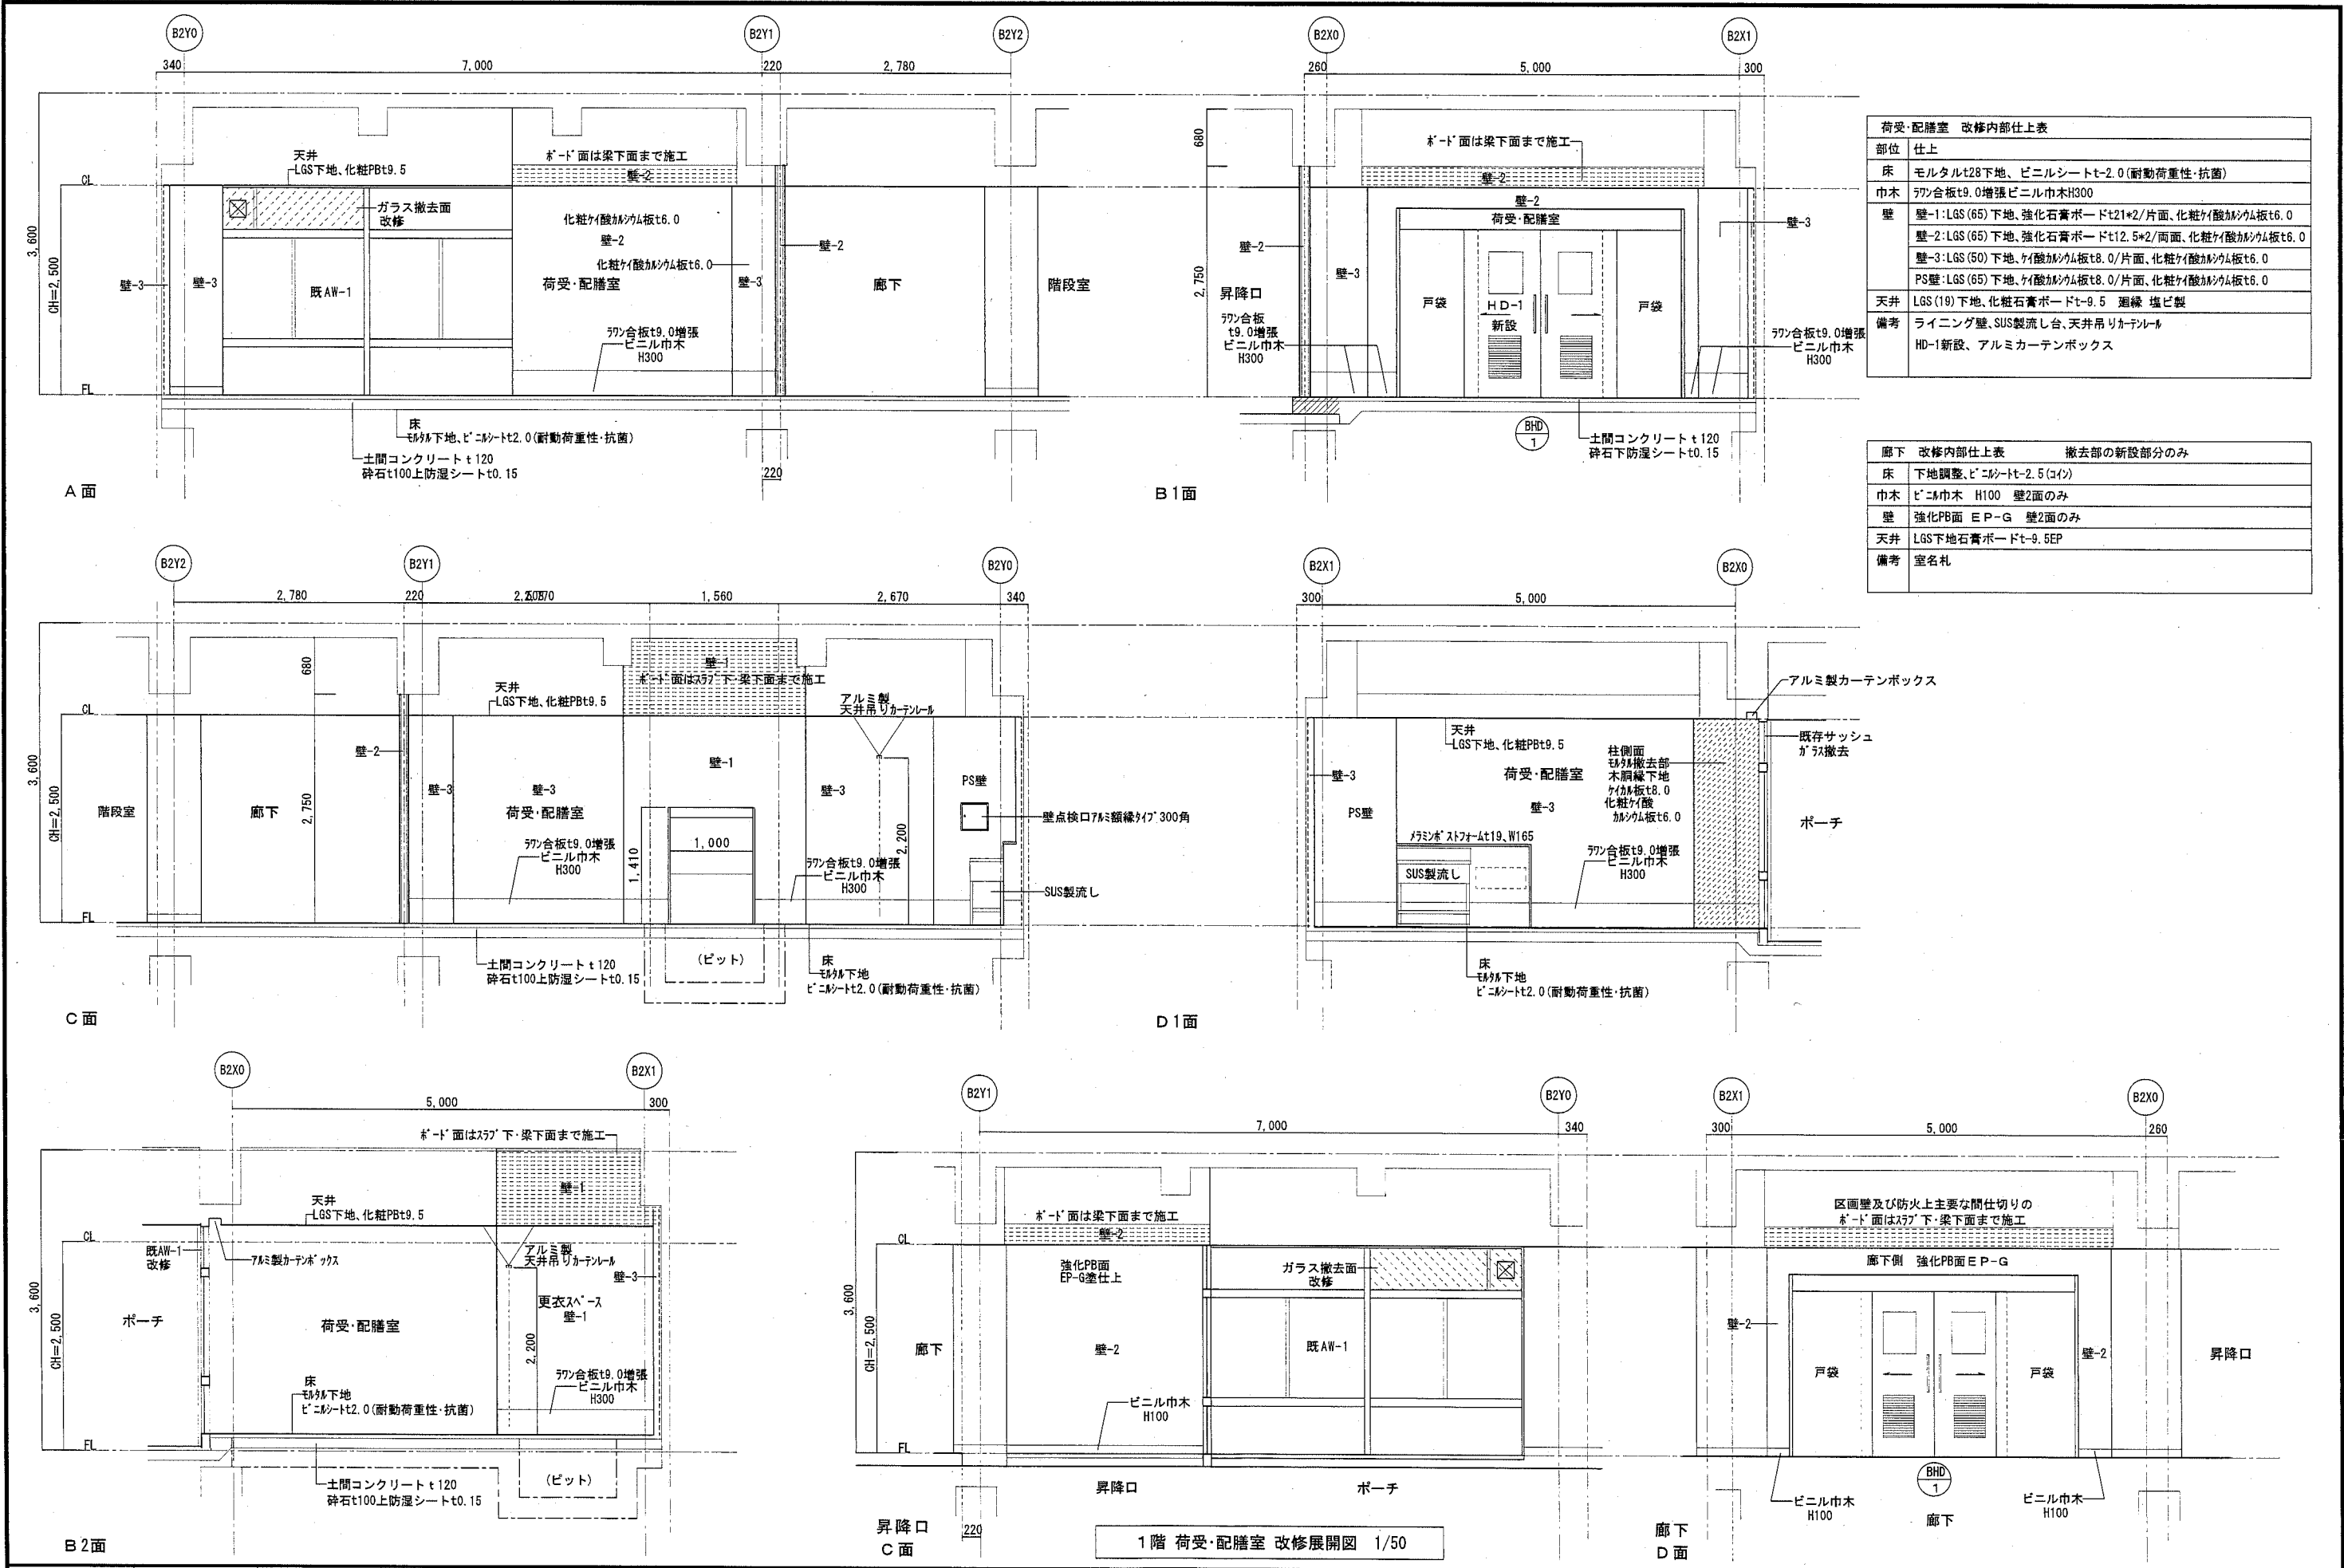 B2Y0
B2Y1
B2Y2
340
7,000
220
2,780
3,600
CH=2,500
CL
FL
天井
LGS下地、化粧PBt9.5
ボード面は梁下面まで施工
壁-2
ガラス撤去面
改修
化粧ケイ酸カルシウム板t6.0
壁-2
化粧ケイ酸カルシウム板t6.0
荷受・配膳室
壁-3
壁-3
既AW-1
壁-3
壁-2
廊下
階段室
ラワン合板t9.0増張
ビニル巾木
H300
床
モルタル下地、ビニルシートt2.0(耐動荷重性・抗菌)
土間コンクリート t 120
砕石t100上防湿シートt0.15
220
A 面
B2X0
B2X1
260
5,000
300
680
2,750
ボード面は梁下面まで施工
壁-2
壁-2
荷受・配膳室
壁-2
壁-3
壁-3
昇降口
ラワン合板
t9.0増張
ビニル巾木
H300
戸袋
HD-1
新設
戸袋
ラワン合板t9.0増張
ビニル巾木
H300
BHD
1
土間コンクリート t 120
砕石下防湿シートt0.15
B 1面
荷受・配膳室 改修内部仕上表
部位 仕上
床 モルタルt28下地、ビニルシートt-2.0(耐動荷重性・抗菌)
巾木 ラワン合板t9.0増張ビニル巾木H300
壁 壁-1:LGS(65)下地、強化石膏ボードt21*2/片面、化粧ケイ酸カルシウム板t6.0
壁-2:LGS(65)下地、強化石膏ボードt12.5*2/両面、化粧ケイ酸カルシウム板t6.0
壁-3:LGS(50)下地、ケイ酸カルシウム板t8.0/片面、化粧ケイ酸カルシウム板t6.0
PS壁:LGS(65)下地、ケイ酸カルシウム板t8.0/片面、化粧ケイ酸カルシウム板t6.0
天井 LGS(19)下地、化粧石膏ボードt-9.5 廻縁 塩ビ製
備考 ライニング壁、SUS製流し台、天井吊りカーテンレール
HD-1新設、アルミカーテンボックス
廊下 改修内部仕上表 撤去部の新設部分のみ
床 下地調整、ビニルシートt-2.5(コイン)
巾木 ビニル巾木 H100 壁2面のみ
壁 強化PB面 EP-G 壁2面のみ
天井 LGS下地石膏ボードt-9.5EP
備考 室名札
B2Y2
B2Y1
B2Y0
2,780
220
1,560
2,670
340
3,600
CH=2,500
CL
FL
680
2,750
階段室
廊下
壁-2
壁-3
天井
LGS下地、化粧PBt9.5
壁-3
荷受・配膳室
ラワン合板t9.0増張
ビニル巾木
H300
壁-1
ボード面はスラブ下・梁下面まで施工
壁-1
1,410
1,000
アルミ製
天井吊りカーテンレール
壁-3
2,200
ラワン合板t9.0増張
ビニル巾木
H300
PS壁
壁点検口アルミ額縁タイプ300角
SUS製流し
(ピット)
土間コンクリート t 120
砕石t100上防湿シートt0.15
床
モルタル下地
ビニルシートt2.0(耐動荷重性・抗菌)
C 面
B2X1
B2X0
300
5,000
アルミ製カーテンボックス
既存サッシュ
ガラス撤去
天井
LGS下地、化粧PBt9.5
荷受・配膳室
壁-3
壁-3
PS壁
柱側面
モルタル撤去部
木胴縁下地
ケイカル板t8.0
化粧ケイ酸
カルシウム板t6.0
ポーチ
メラミンポストフォームt19、W165
SUS製流し
ラワン合板t9.0増張
ビニル巾木
H300
床
モルタル下地
ビニルシートt2.0(耐動荷重性・抗菌)
D 1面
B2X0
B2X1
5,000
300
ボード面はスラブ下・梁下面まで施工
壁-1
3,600
CH=2,500
CL
FL
天井
LGS下地、化粧PBt9.5
既AW-1
改修
アルミ製カーテンボックス
アルミ製
天井吊りカーテンレール
壁-3
ポーチ
荷受・配膳室
更衣スペース
壁-1
2,200
ラワン合板t9.0増張
ビニル巾木
H300
床
モルタル下地
ビニルシートt2.0(耐動荷重性・抗菌)
土間コンクリート t 120
砕石t100上防湿シートt0.15
(ピット)
B 2面
B2Y1
B2Y0
7,000
340
3,600
CH=2,500
CL
FL
ボード面は梁下面まで施工
壁-2
強化PB面
EP-G塗仕上
ガラス撤去面
改修
廊下
壁-2
既AW-1
ビニル巾木
H100
昇降口
ポーチ
220
昇降口
C 面
1階 荷受・配膳室 改修展開図 1/50
B2X1
B2X0
300
5,000
260
区画壁及び防火上主要な間仕切りの
ボード面はスラブ下・梁下面まで施工
廊下側 強化PB面EP-G
壁-2
戸袋
戸袋
壁-2
昇降口
BHD
1
ビニル巾木
H100
廊下
ビニル巾木
H100
廊下
D 面